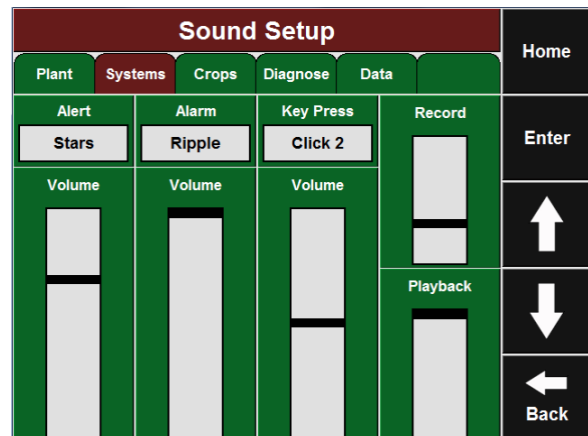 Sound Setup
Plant Systems Crops Diagnose Data
Alert Alarm Key Press Record
Stars Ripple Click 2
Volume Volume Volume
Playback
Home
Enter
Back